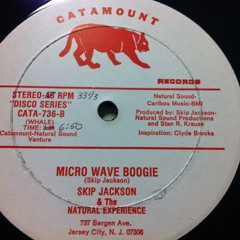 CATAMOUNT
RECORDS
STEREO-45 RPM 33⅓
"DISCO SERIES"
CATA-736-B
(WHALE)
TIME: 6:50
Catamount-Natural Sound
Venture
Natural Sound-
Caribou Music-BMI
Produced by: Skip Jackson-
Natural Sound Productions
and Stan R. Krause
Inspiration: Clyde Brooks
MICRO WAVE BOOGIE
(Skip Jackson)
SKIP JACKSON
& The
NATURAL EXPERIENCE
737 Bergen Ave.
Jersey City, N. J. 07306